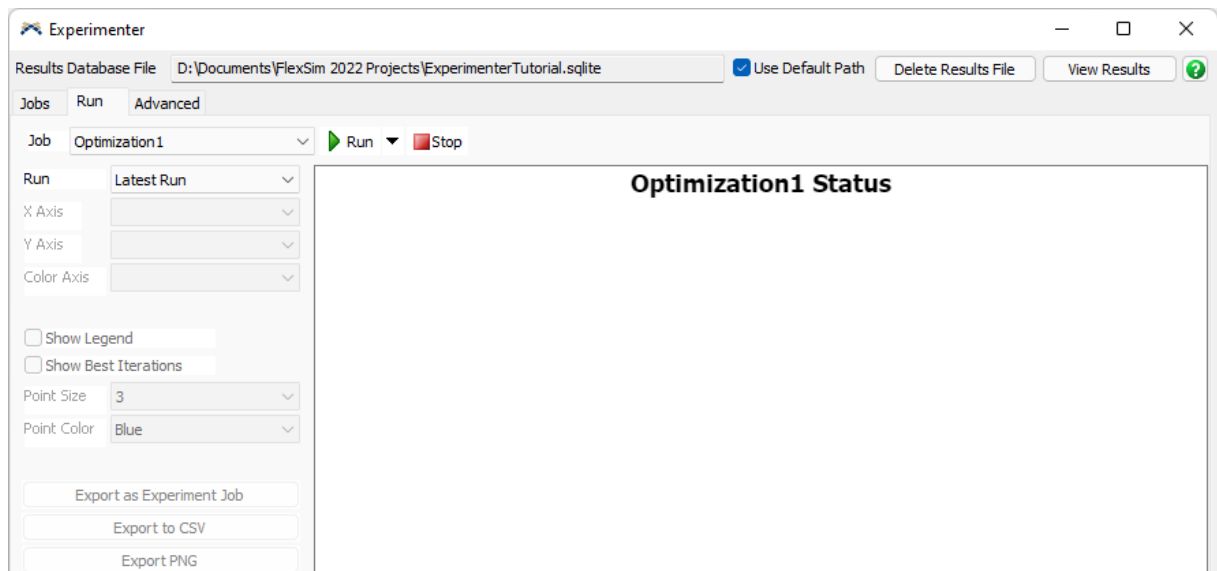 Experimenter
Results Database File D:\Documents\FlexSim 2022 Projects\ExperimenterTutorial.sqlite Use Default Path Delete Results File View Results ?
Jobs Run Advanced
Job Optimization1 Run Stop
Run Latest Run
Optimization1 Status
X Axis
Y Axis
Color Axis
Show Legend
Show Best Iterations
Point Size 3
Point Color Blue
Export as Experiment Job
Export to CSV
Export PNG